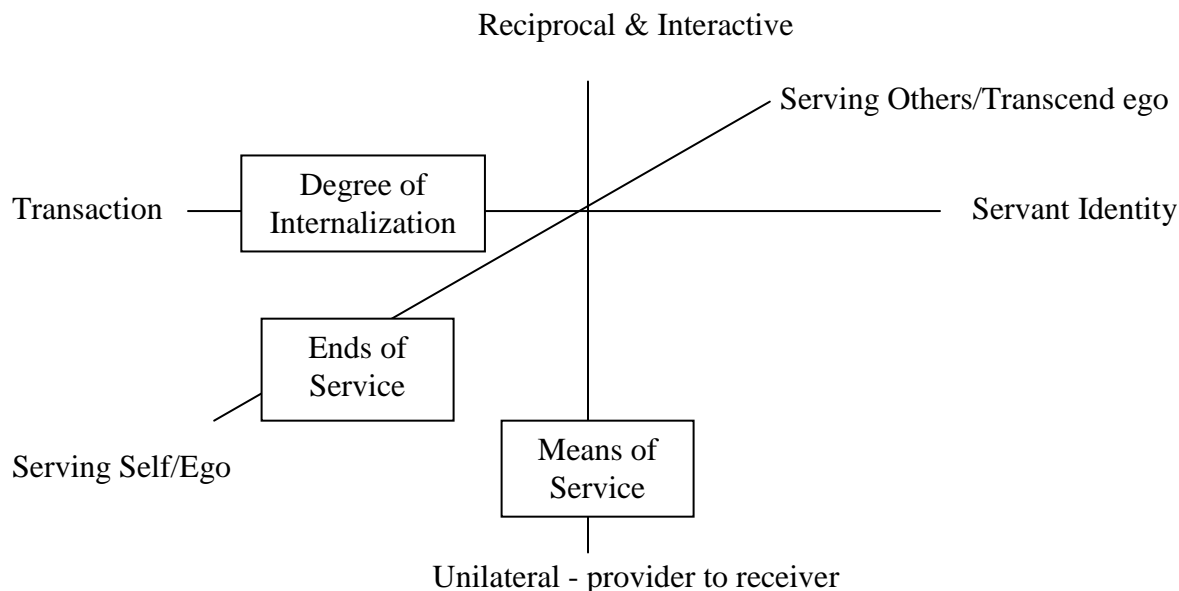 Reciprocal & Interactive
Serving Others/Transcend ego
Degree of
Internalization
Transaction
Servant Identity
Ends of
Service
Serving Self/Ego
Means of
Service
Unilateral - provider to receiver